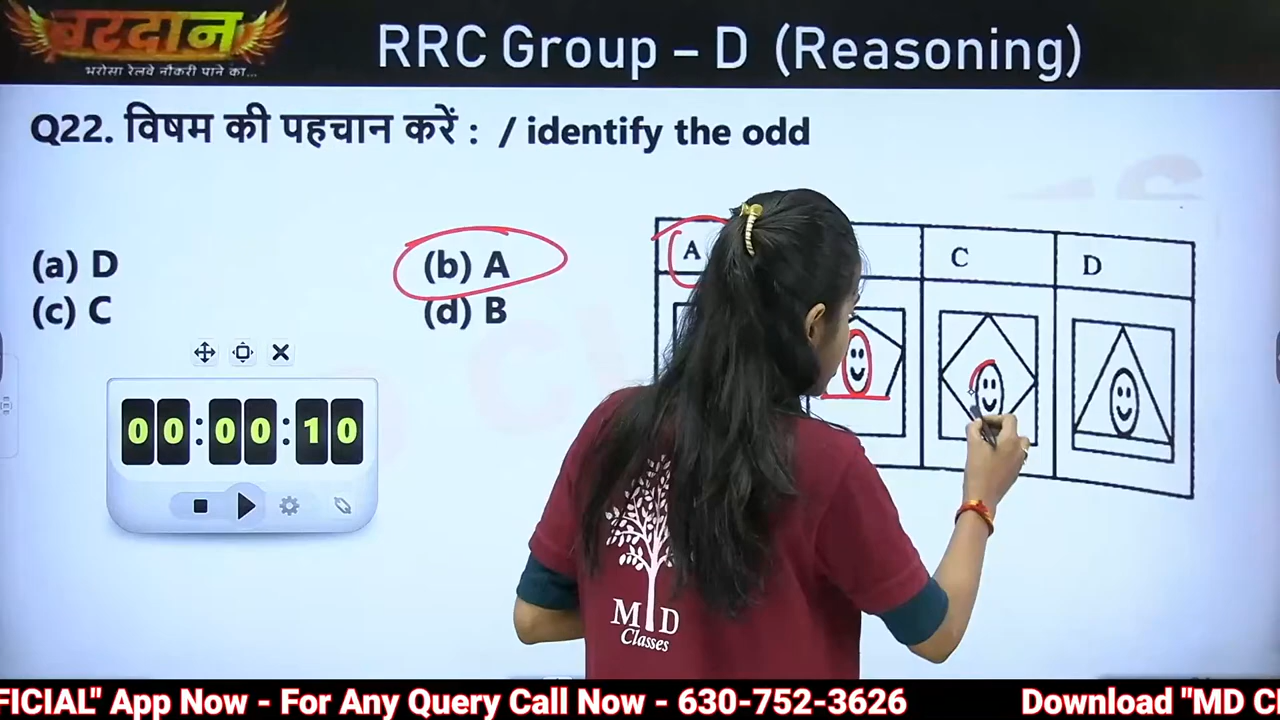 वरदान
भरोसा रेलवे नौकरी पाने का...
RRC Group – D (Reasoning)
Q22. विषम की पहचान करें : / identify the odd
(a) D
(b) A
(c) C
(d) B
A
C
D
00:00:10
M D
Classes
FICIAL" App Now - For Any Query Call Now - 630-752-3626
Download "MD